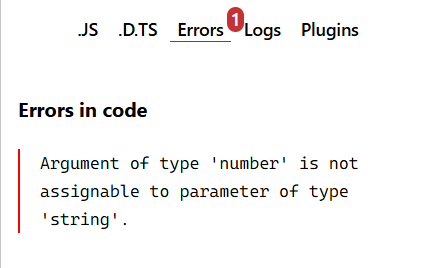 .JS .D.TS Errors 1 Logs Plugins
Errors in code
Argument of type 'number' is not
assignable to parameter of type
'string'.